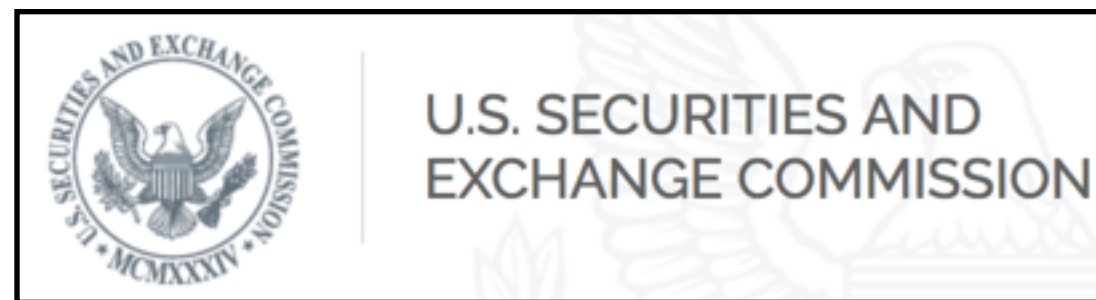 U.S. SECURITIES AND EXCHANGE COMMISSION
MCMXXXIV
U.S. SECURITIES AND
EXCHANGE COMMISSION